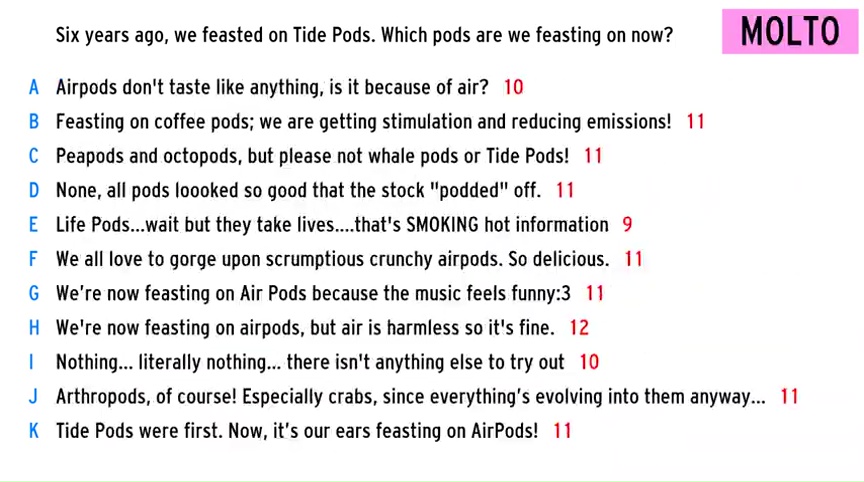 Six years ago, we feasted on Tide Pods. Which pods are we feasting on now?
MOLTO
A Airpods don't taste like anything, is it because of air? 10
B Feasting on coffee pods; we are getting stimulation and reducing emissions! 11
C Peapods and octopods, but please not whale pods or Tide Pods! 11
D None, all pods loooked so good that the stock "podded" off. 11
E Life Pods...wait but they take lives....that's SMOKING hot information 9
F We all love to gorge upon scrumptious crunchy airpods. So delicious. 11
G We’re now feasting on Air Pods because the music feels funny:3 11
H We're now feasting on airpods, but air is harmless so it's fine. 12
I Nothing... literally nothing... there isn't anything else to try out 10
J Arthropods, of course! Especially crabs, since everything’s evolving into them anyway... 11
K Tide Pods were first. Now, it’s our ears feasting on AirPods! 11